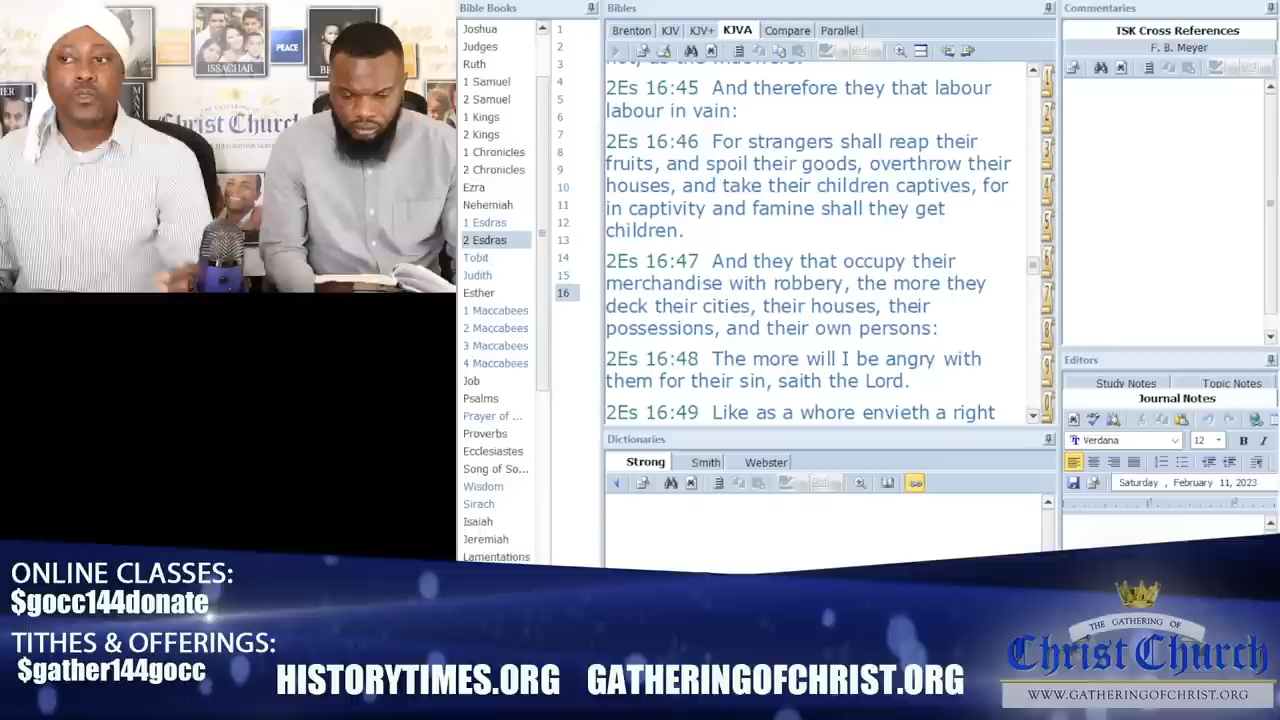 ISSACHAR
PEACE
THE GATHERING OF
Christ Church
Bible Books
Joshua
Judges
Ruth
1 Samuel
2 Samuel
1 Kings
2 Kings
1 Chronicles
2 Chronicles
Ezra
Nehemiah
1 Esdras
2 Esdras
Tobit
Judith
Esther
1 Maccabees
2 Maccabees
3 Maccabees
4 Maccabees
Job
Psalms
Prayer of ...
Proverbs
Ecclesiastes
Song of So...
Wisdom
Sirach
Isaiah
Jeremiah
Lamentations
1
2
3
4
5
6
7
8
9
10
11
12
13
14
15
16
Bibles
Brenton KJV KJV+ KJVA Compare Parallel
2Es 16:45 And therefore they that labour
labour in vain:
2Es 16:46 For strangers shall reap their
fruits, and spoil their goods, overthrow their
houses, and take their children captives, for
in captivity and famine shall they get
children.
2Es 16:47 And they that occupy their
merchandise with robbery, the more they
deck their cities, their houses, their
possessions, and their own persons:
2Es 16:48 The more will I be angry with
them for their sin, saith the Lord.
2Es 16:49 Like as a whore envieth a right
Dictionaries
Strong Smith Webster
Commentaries
TSK Cross References
F. B. Meyer
Editors
Study Notes Topic Notes
Journal Notes
Verdana 12 B I
Saturday , February 11, 2023
ONLINE CLASSES:
$gocc144donate
TITHES & OFFERINGS:
$gather144gocc
HISTORYTIMES.ORG GATHERINGOFCHRIST.ORG
THE GATHERING OF
Christ Church
WWW.GATHERINGOFCHRIST.ORG